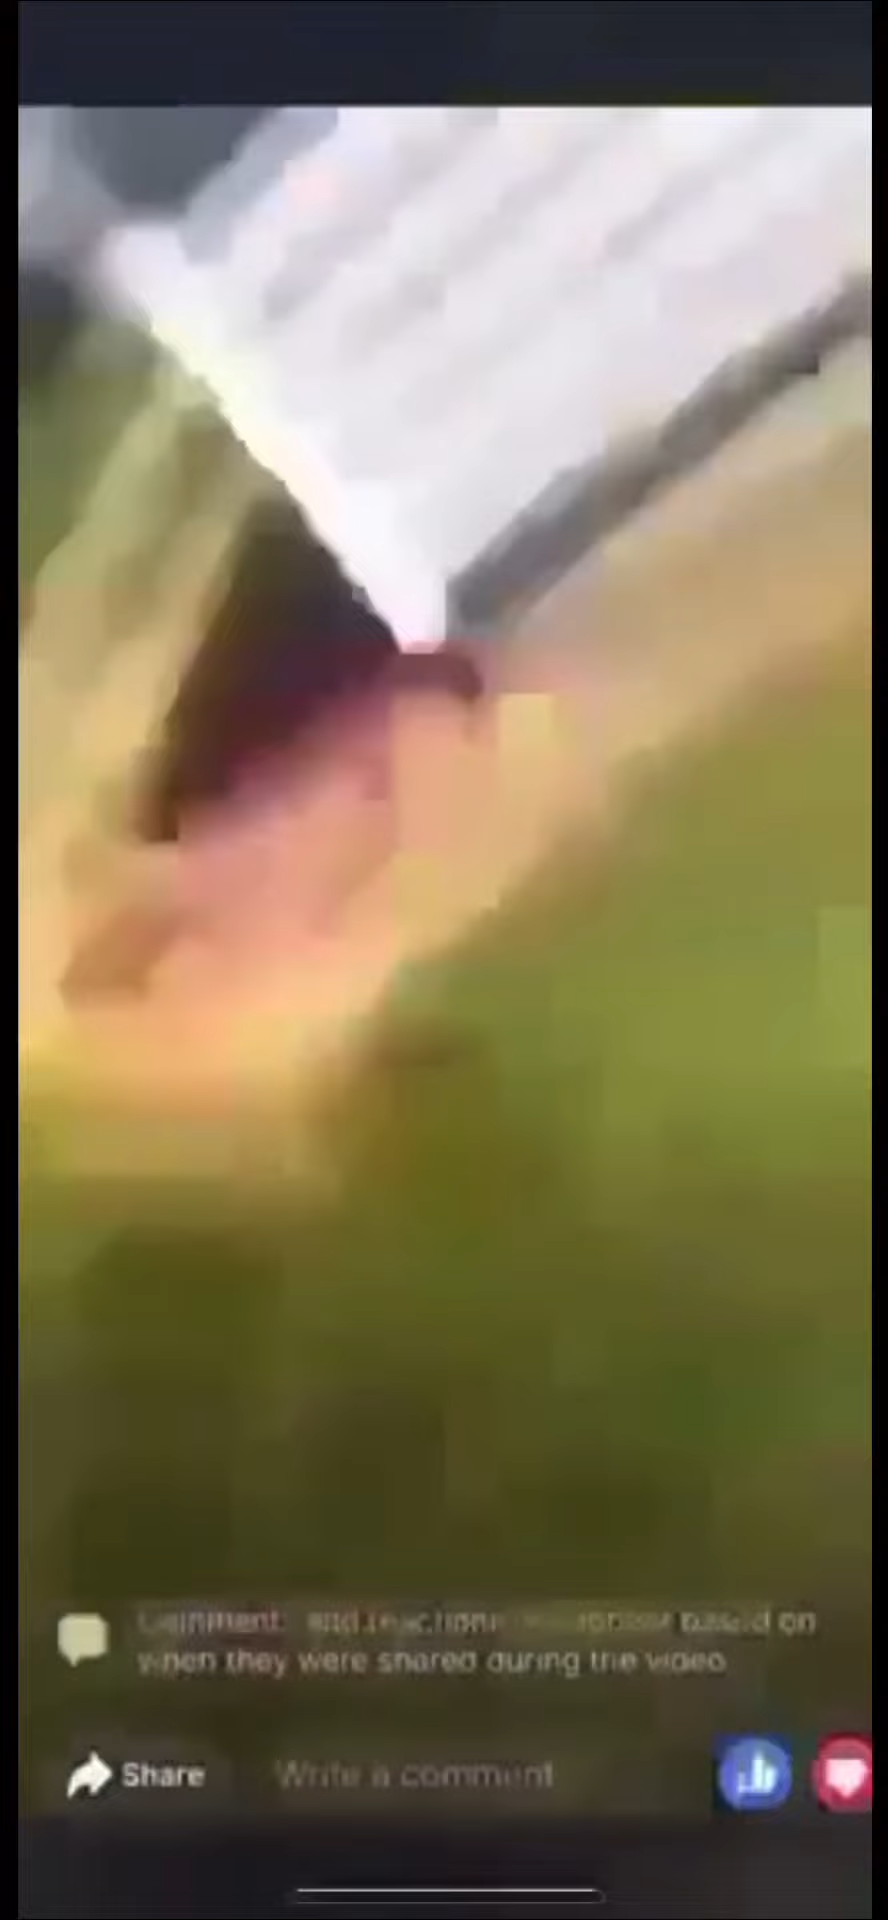 based on
when they were shared during the video
Share
Write a comment